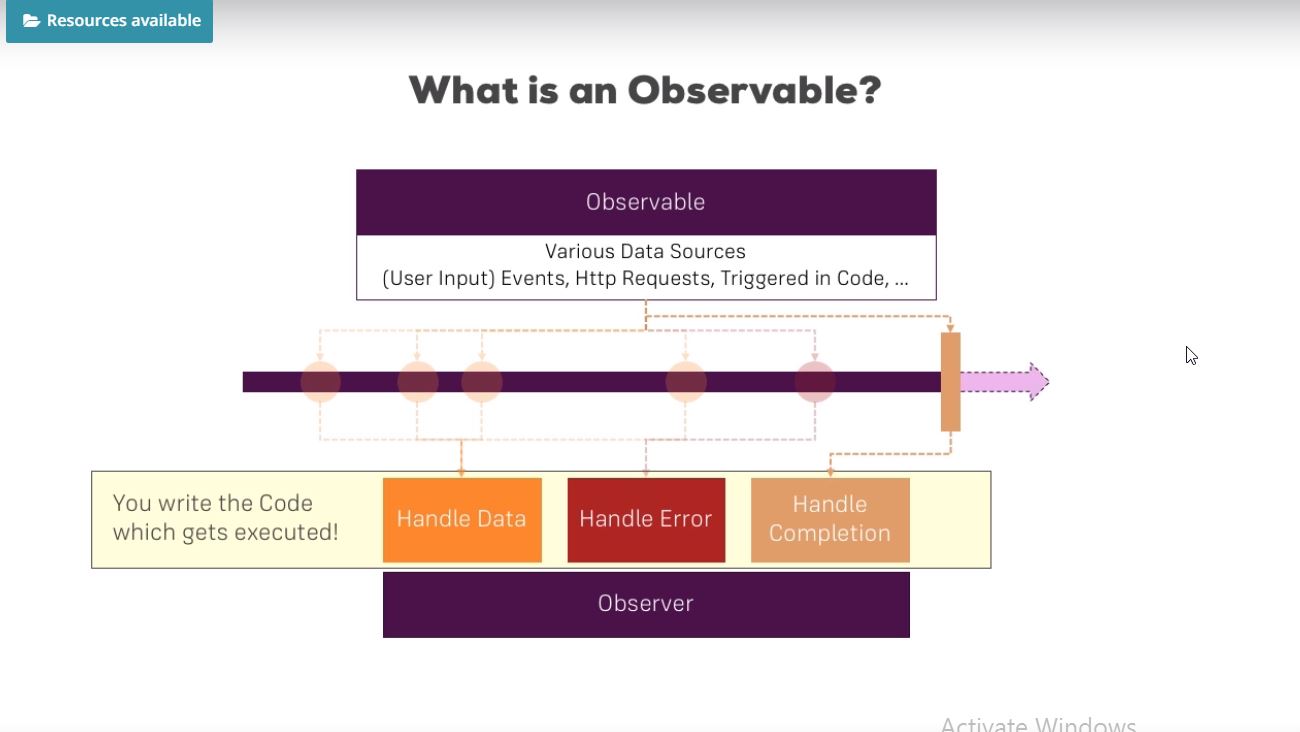 Resources available
What is an Observable?
Observable
Various Data Sources
(User Input) Events, Http Requests, Triggered in Code, ...
You write the Code
which gets executed!
Handle Data
Handle Error
Handle
Completion
Observer
Activate Windows